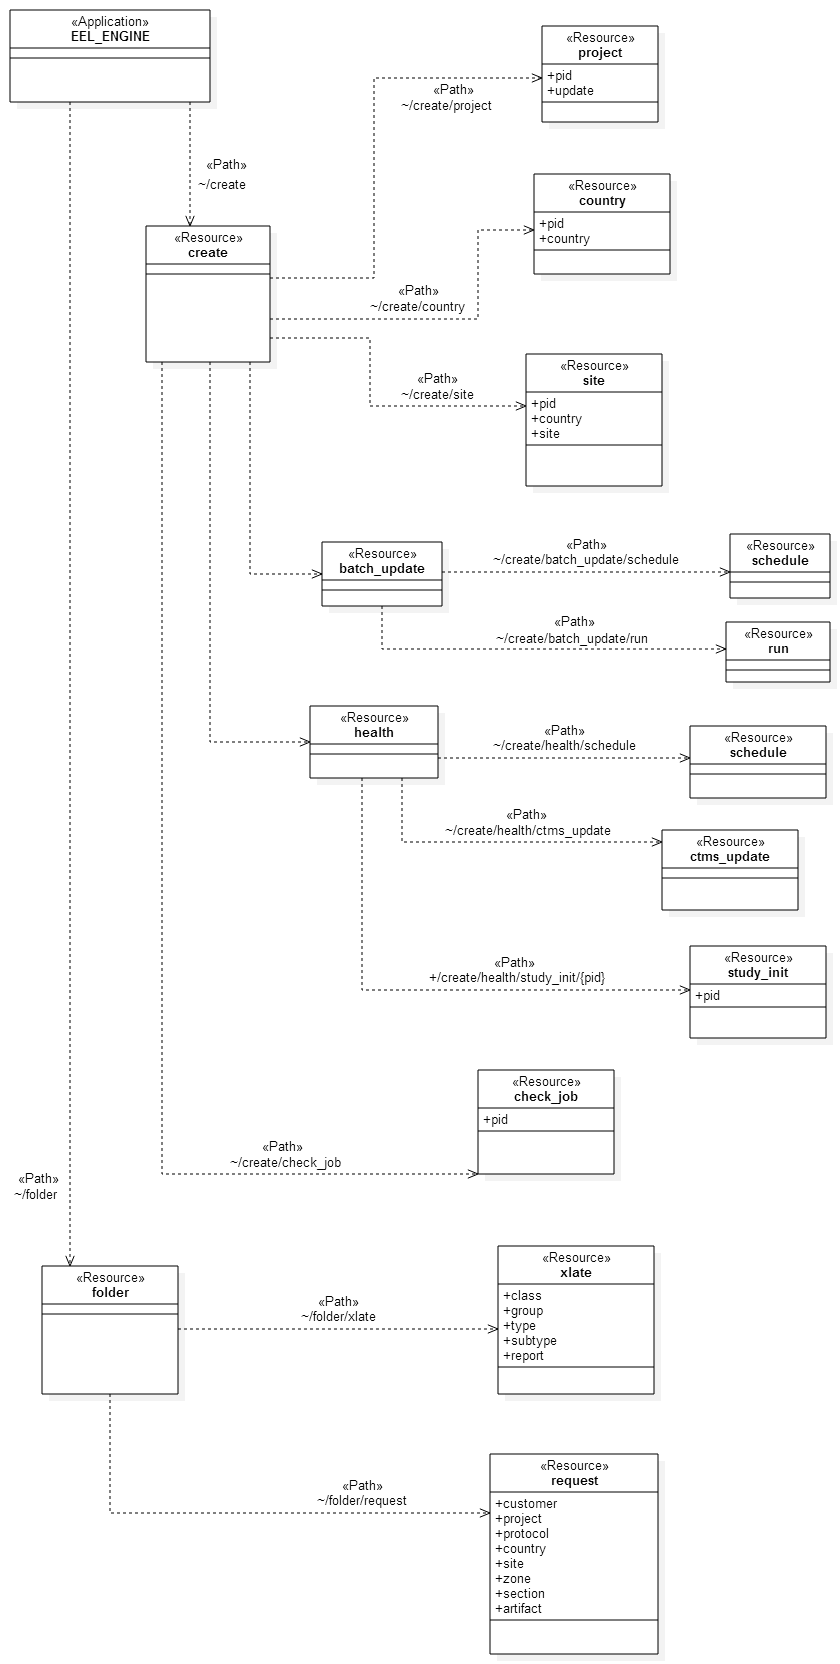 «Application»
EEL_ENGINE
«Resource»
project
+pid
+update
«Path»
~/create/project
«Path»
~/create
«Resource»
country
+pid
+country
«Resource»
create
«Path»
~/create/country
«Resource»
site
+pid
+country
+site
«Path»
~/create/site
«Resource»
batch_update
«Path»
~/create/batch_update/schedule
«Resource»
schedule
«Path»
~/create/batch_update/run
«Resource»
run
«Resource»
health
«Path»
~/create/health/schedule
«Resource»
schedule
«Path»
~/create/health/ctms_update
«Resource»
ctms_update
«Path»
+/create/health/study_init/{pid}
«Resource»
study_init
+pid
«Resource»
check_job
+pid
«Path»
~/create/check_job
«Path»
~/folder
«Resource»
folder
«Path»
~/folder/xlate
«Resource»
xlate
+class
+group
+type
+subtype
+report
«Path»
~/folder/request
«Resource»
request
+customer
+project
+protocol
+country
+site
+zone
+section
+artifact